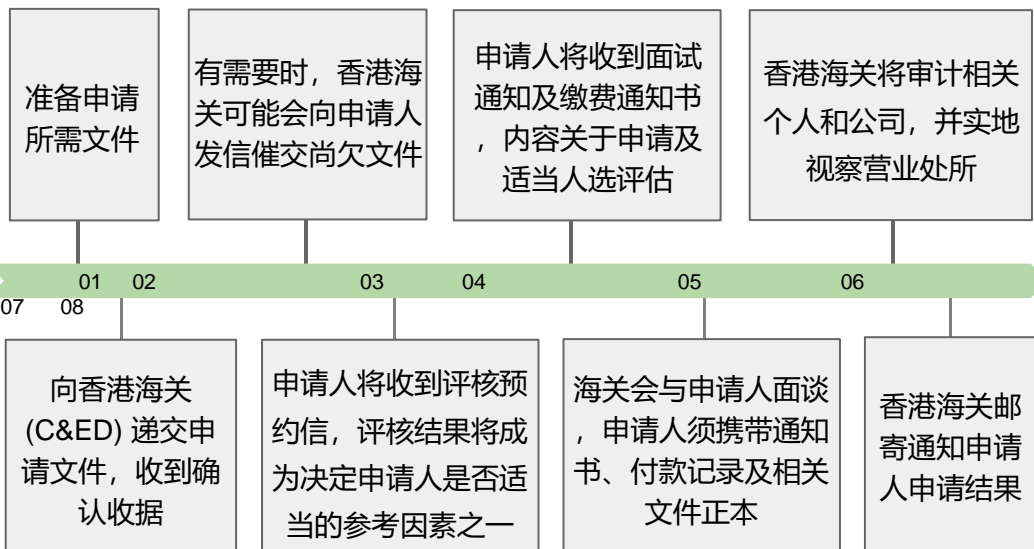 准备申请
所需文件
有需要时，香港海
关可能会向申请人
发信催交尚欠文件
申请人将收到面试
通知及缴费通知书
，内容关于申请及
适当人选评估
香港海关将审计相关
个人和公司，并实地
视察营业处所
01 02 03 04 05 06
07 08
向香港海关
(C&ED) 递交申
请文件，收到确
认收据
申请人将收到评核预
约信，评核结果将成
为决定申请人是否适
当的参考因素之一
海关会与申请人面谈
，申请人须携带通知
书、付款记录及相关
文件正本
香港海关邮
寄通知申请
人申请结果